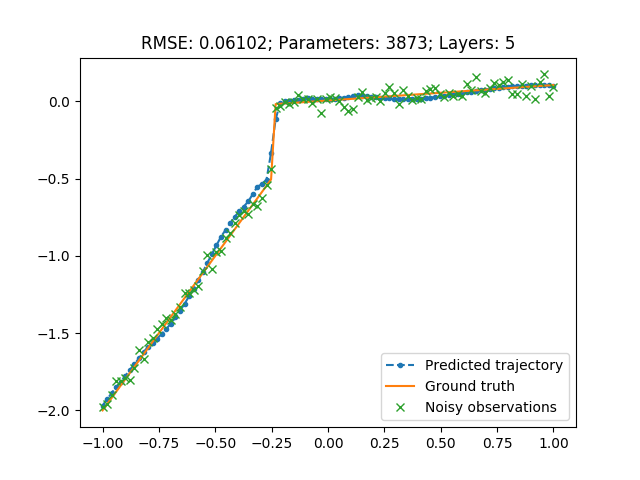 RMSE: 0.06102; Parameters: 3873; Layers: 5
0.0
−0.5
−1.0
−1.5
−2.0
Predicted trajectory
Ground truth
Noisy observations
−1.00 −0.75 −0.50 −0.25 0.00 0.25 0.50 0.75 1.00